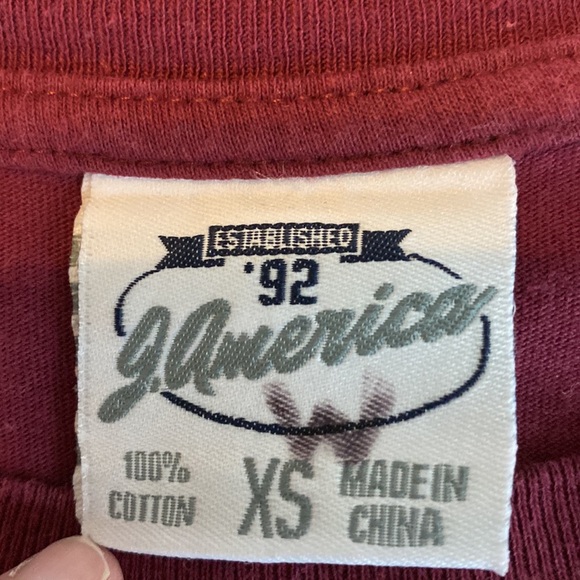 ESTABLISHED
'92
J.America
W
100% COTTON
XS
MADE IN CHINA